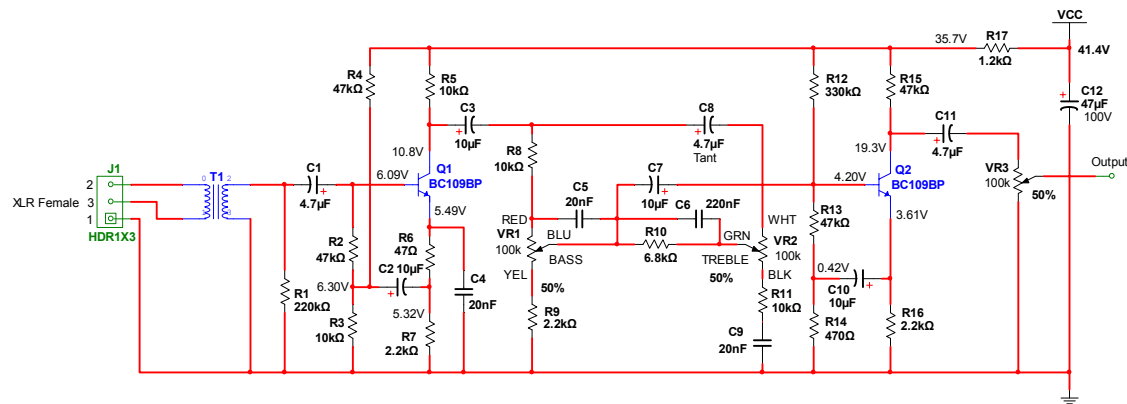 VCC
35.7V
R17
1.2kΩ
41.4V
R4
47kΩ
R5
10kΩ
R12
330kΩ
R15
47kΩ
C12
47µF
100V
C3
10µF
C8
4.7µF
Tant
C11
4.7µF
R8
10kΩ
10.8V
Q1
BC109BP
19.3V
Q2
BC109BP
J1
T1
0
2
1
3
C1
4.7µF
6.09V
C7
10µF
4.20V
VR3
100k
50%
Output
XLR Female
2
3
1
HDR1X3
5.49V
C5
20nF
C6
220nF
3.61V
RED
VR1
100k
BLU
BASS
YEL
50%
R10
6.8kΩ
GRN
TREBLE
50%
WHT
VR2
100k
BLK
R13
47kΩ
R2
47kΩ
R6
47Ω
C2
10µF
C4
20nF
6.30V
5.32V
0.42V
C10
10µF
R1
220kΩ
R3
10kΩ
R7
2.2kΩ
R9
2.2kΩ
R11
10kΩ
C9
20nF
R14
470Ω
R16
2.2kΩ